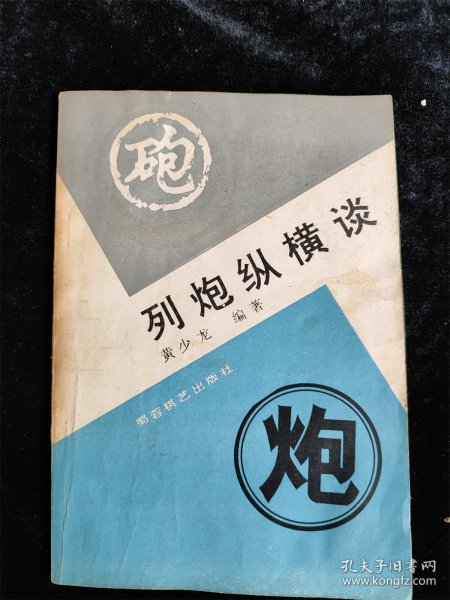 砲
列炮纵横谈
黄少龙 编著
蜀蓉棋艺出版社
炮
孔夫子旧书网
www.kongfz.com